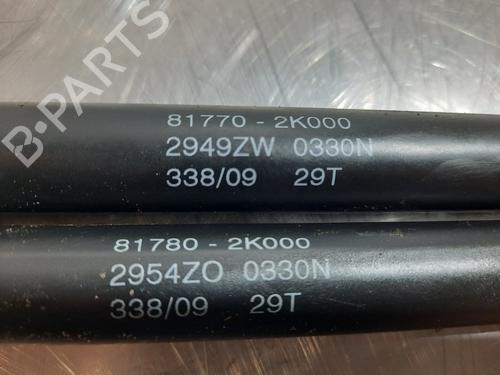 81770 - 2K000
2949ZW 0330N
338/09 29T
81780 - 2K000
2954ZO 0330N
338/09 29T
B-PARTS